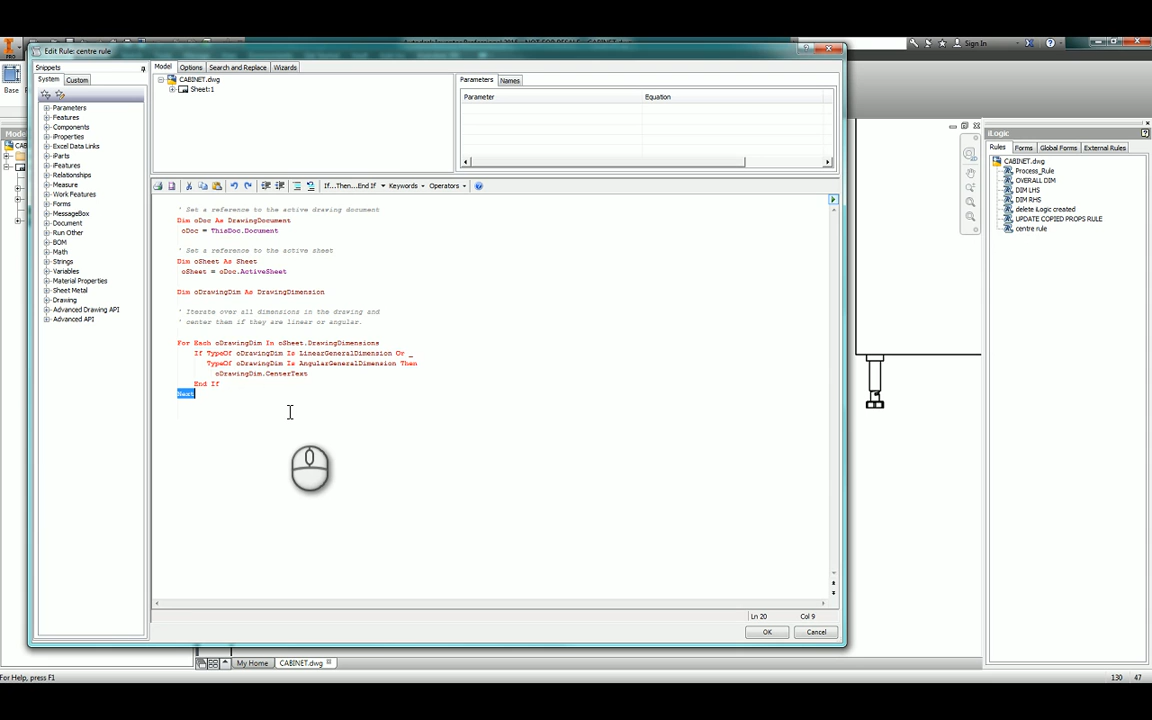 Sign In
PRO
Edit Rule: centre rule
Base
Snippets
System Custom
Parameters
Features
Components
iProperties
Excel Data Links
iParts
iFeatures
Relationships
Measure
Work Features
Forms
MessageBox
Document
Run Other
BOM
Math
Strings
Variables
Material Properties
Sheet Metal
Drawing
Advanced Drawing API
Advanced API
Model Options Search and Replace Wizards
CABINET.dwg
Sheet:1
Parameters Names
Parameter Equation
If...Then...End If Keywords Operators
' Set a reference to the active drawing document
Dim oDoc As DrawingDocument
oDoc = ThisDoc.Document
' Set a reference to the active sheet
Dim oSheet As Sheet
oSheet = oDoc.ActiveSheet
Dim oDrawingDim As DrawingDimension
' Iterate over all dimensions in the drawing and
' center them if they are linear or angular.
For Each oDrawingDim In oSheet.DrawingDimensions
If TypeOf oDrawingDim Is LinearGeneralDimension Or _
TypeOf oDrawingDim Is AngularGeneralDimension Then
oDrawingDim.CenterText
End If
Next
Ln 20 Col 9
OK Cancel
iLogic
Rules Forms Global Forms External Rules
CABINET.dwg
Process_Rule
OVERALL DIM
DIM LHS
DIM RHS
delete iLogic created
UPDATE COPIED PROPS RULE
centre rule
My Home CABINET.dwg
For Help, press F1
130 47